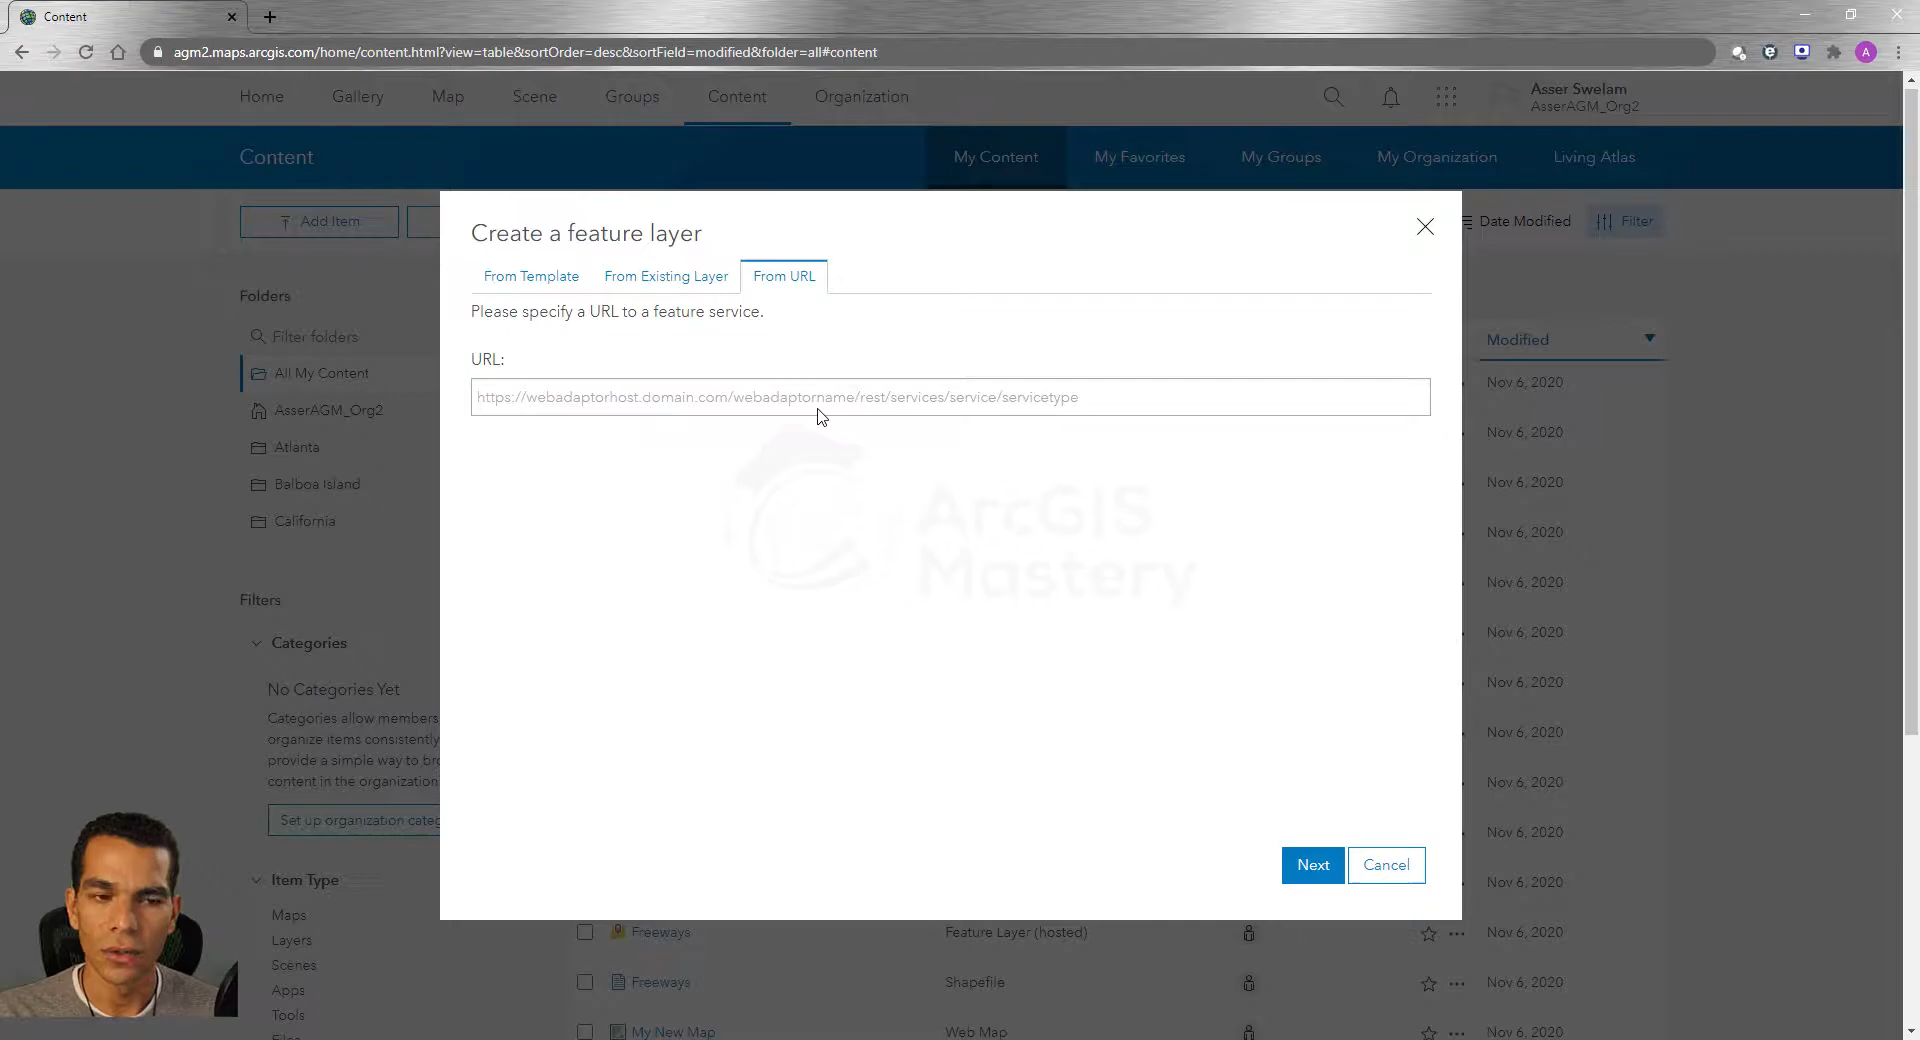 Content
agm2.maps.arcgis.com/home/content.html?view=table&sortOrder=desc&sortField=modified&folder=all#content
A
Home Gallery Map Scene Groups Content Organization
Asser Swelam
AsserAGM_Org2
Content
My Content My Favorites My Groups My Organization Living Atlas
Add Item
Date Modified
Filter
Create a feature layer
From Template From Existing Layer From URL
Please specify a URL to a feature service.
URL:
https://webadaptorhost.domain.com/webadaptorname/rest/services/service/servicetype
ArcGIS
Mastery
Next Cancel
Folders
Filter folders
All My Content
AsserAGM_Org2
Atlanta
Balboa Island
California
Filters
Categories
No Categories Yet
Categories allow members
organize items consistently
provide a simple way to
content in the organization
Set up organization
Item Type
Maps
Layers
Scenes
Apps
Tools
Modified
Nov 6, 2020
Nov 6, 2020
Nov 6, 2020
Nov 6, 2020
Nov 6, 2020
Nov 6, 2020
Nov 6, 2020
Nov 6, 2020
Nov 6, 2020
Nov 6, 2020
Nov 6, 2020
Freeways Feature Layer (hosted) Nov 6, 2020
Freeways Shapefile Nov 6, 2020
My New Map Web Map Nov 6, 2020